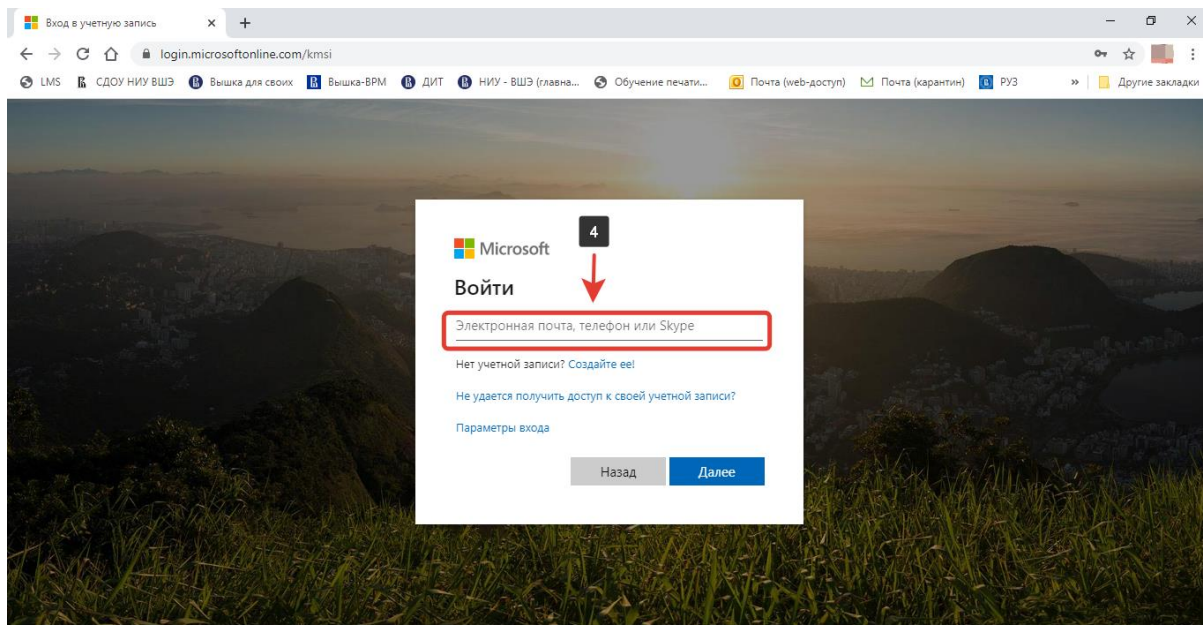 Вход в учетную запись
login.microsoftonline.com/kmsi
LMS СДОУ НИУ ВШЭ Вышка для своих Вышка-ВРМ ДИТ НИУ - ВШЭ (главна... Обучение печати... Почта (web-доступ) Почта (карантин) РУЗ » Другие закладки
4
Microsoft
Войти
Электронная почта, телефон или Skype
Нет учетной записи? Создайте ее!
Не удается получить доступ к своей учетной записи?
Параметры входа
Назад Далее